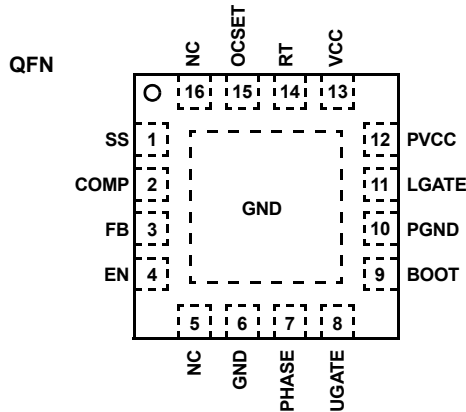 QFN
NC
OCSET
RT
VCC
16
15
14
13
SS 1
12 PVCC
COMP 2
11 LGATE
GND
FB 3
10 PGND
EN 4
9 BOOT
5
6
7
8
NC
GND
PHASE
UGATE